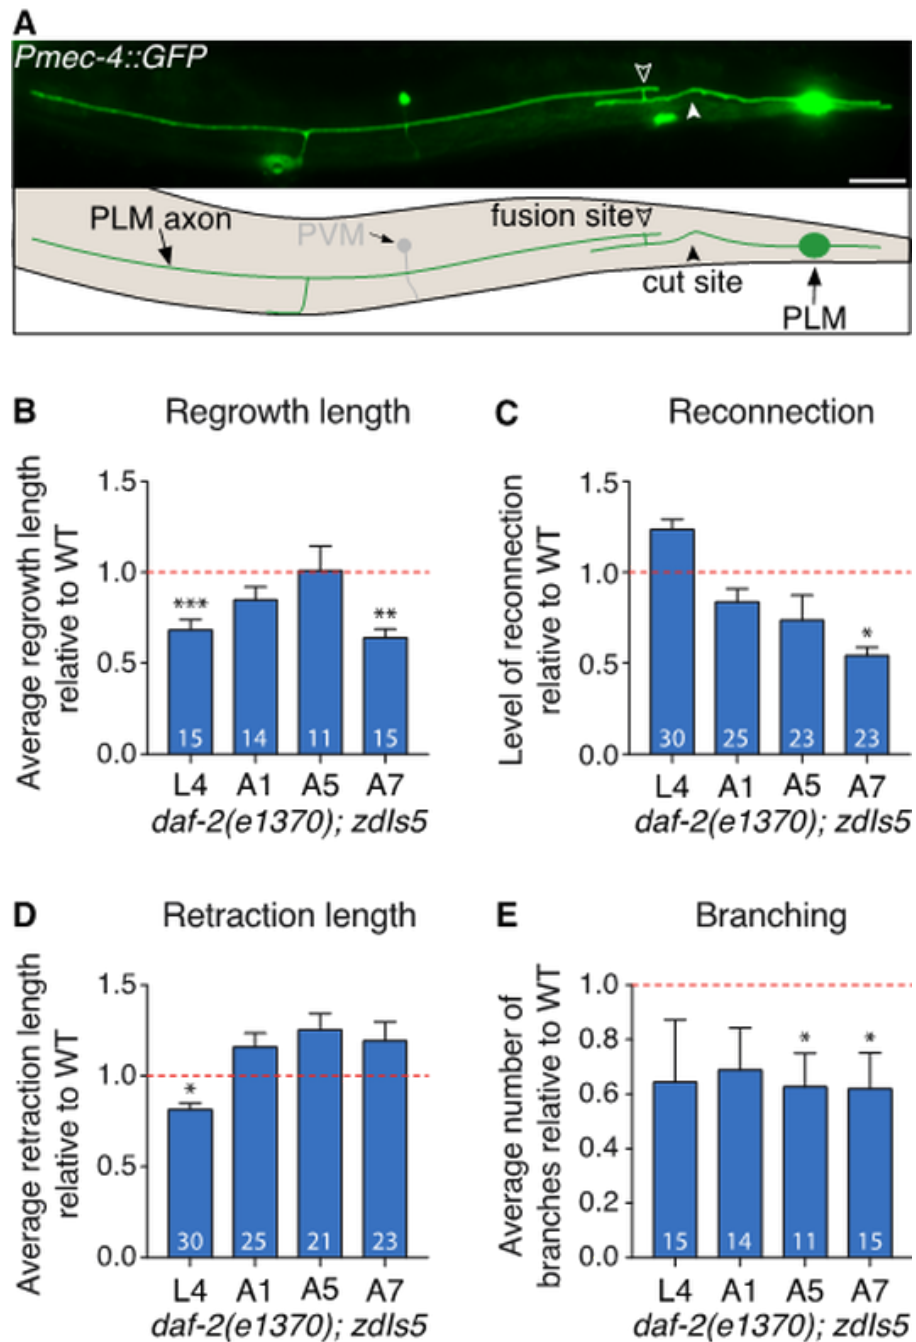 A
Pmec-4::GFP
PLM axon
PVM
fusion site
cut site
PLM
B Regrowth length
Average regrowth length
relative to WT
1.5
1.0
0.5
0.0
***
**
15 14 11 15
L4 A1 A5 A7
daf-2(e1370); zdIs5
C Reconnection
Level of reconnection
relative to WT
1.5
1.0
0.5
0.0
*
30 25 23 23
L4 A1 A5 A7
daf-2(e1370); zdIs5
D Retraction length
Average retraction length
relative to WT
1.5
1.0
0.5
0.0
*
30 25 21 23
L4 A1 A5 A7
daf-2(e1370); zdIs5
E Branching
Average number of
branches relative to WT
1.0
0.8
0.6
0.4
0.2
0.0
* *
15 14 11 15
L4 A1 A5 A7
daf-2(e1370); zdIs5